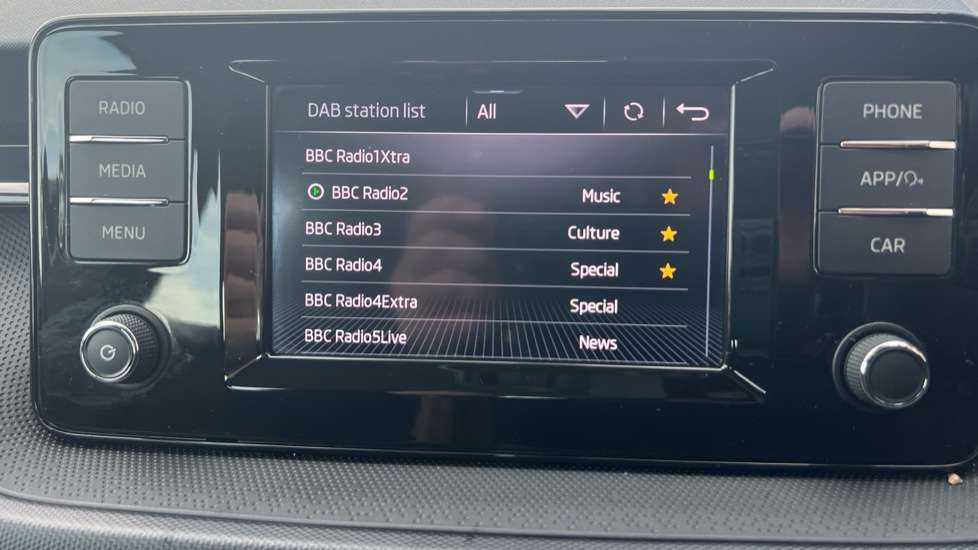 RADIO
MEDIA
MENU
DAB station list All
BBC Radio1Xtra
BBC Radio2 Music
BBC Radio3 Culture
BBC Radio4 Special
BBC Radio4Extra Special
BBC Radio5Live News
PHONE
APP/
CAR